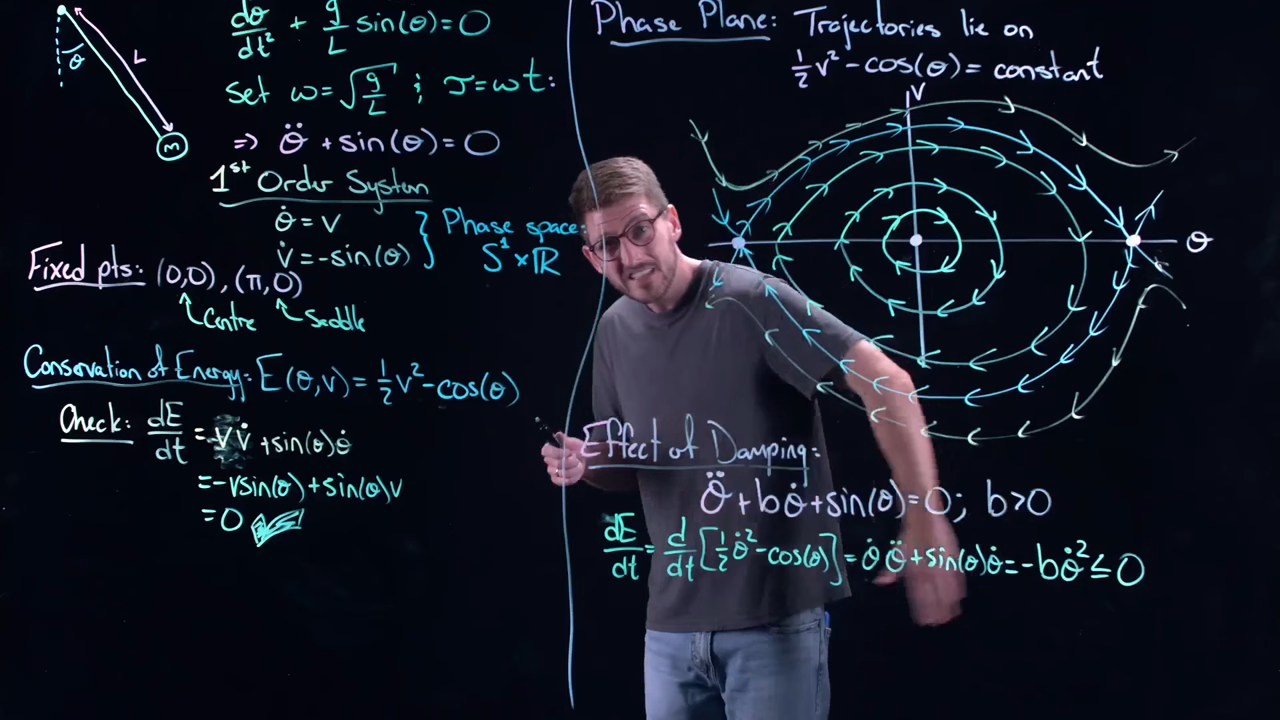 θ
L
m
dθ/dt² + g/L sin(θ)=0
set ω=√(g/L) ; τ=ωt:
=> θ̈ +sin(θ)=0
1st Order System
θ̇ = v
v̇ = -sin(θ)
} Phase space:
S¹×ℝ
Fixed pts: (0,0), (π,0)
Centre
Saddle
Conservation of Energy: E(θ,v) = ½v²-cos(θ)
Check: dE/dt = vv̇ +sin(θ)θ̇
=-vsin(θ)+sin(θ)v
=0
Phase Plane: Trajectories lie on
½v²-cos(θ)= constant
v
θ
Effect of Damping:
θ̈+bθ̇+sin(θ)=0; b>0
dE/dt = d/dt[½θ̇²-cos(θ)] = θ̇ θ̈+sin(θ)θ̇=-bθ̇²≤0